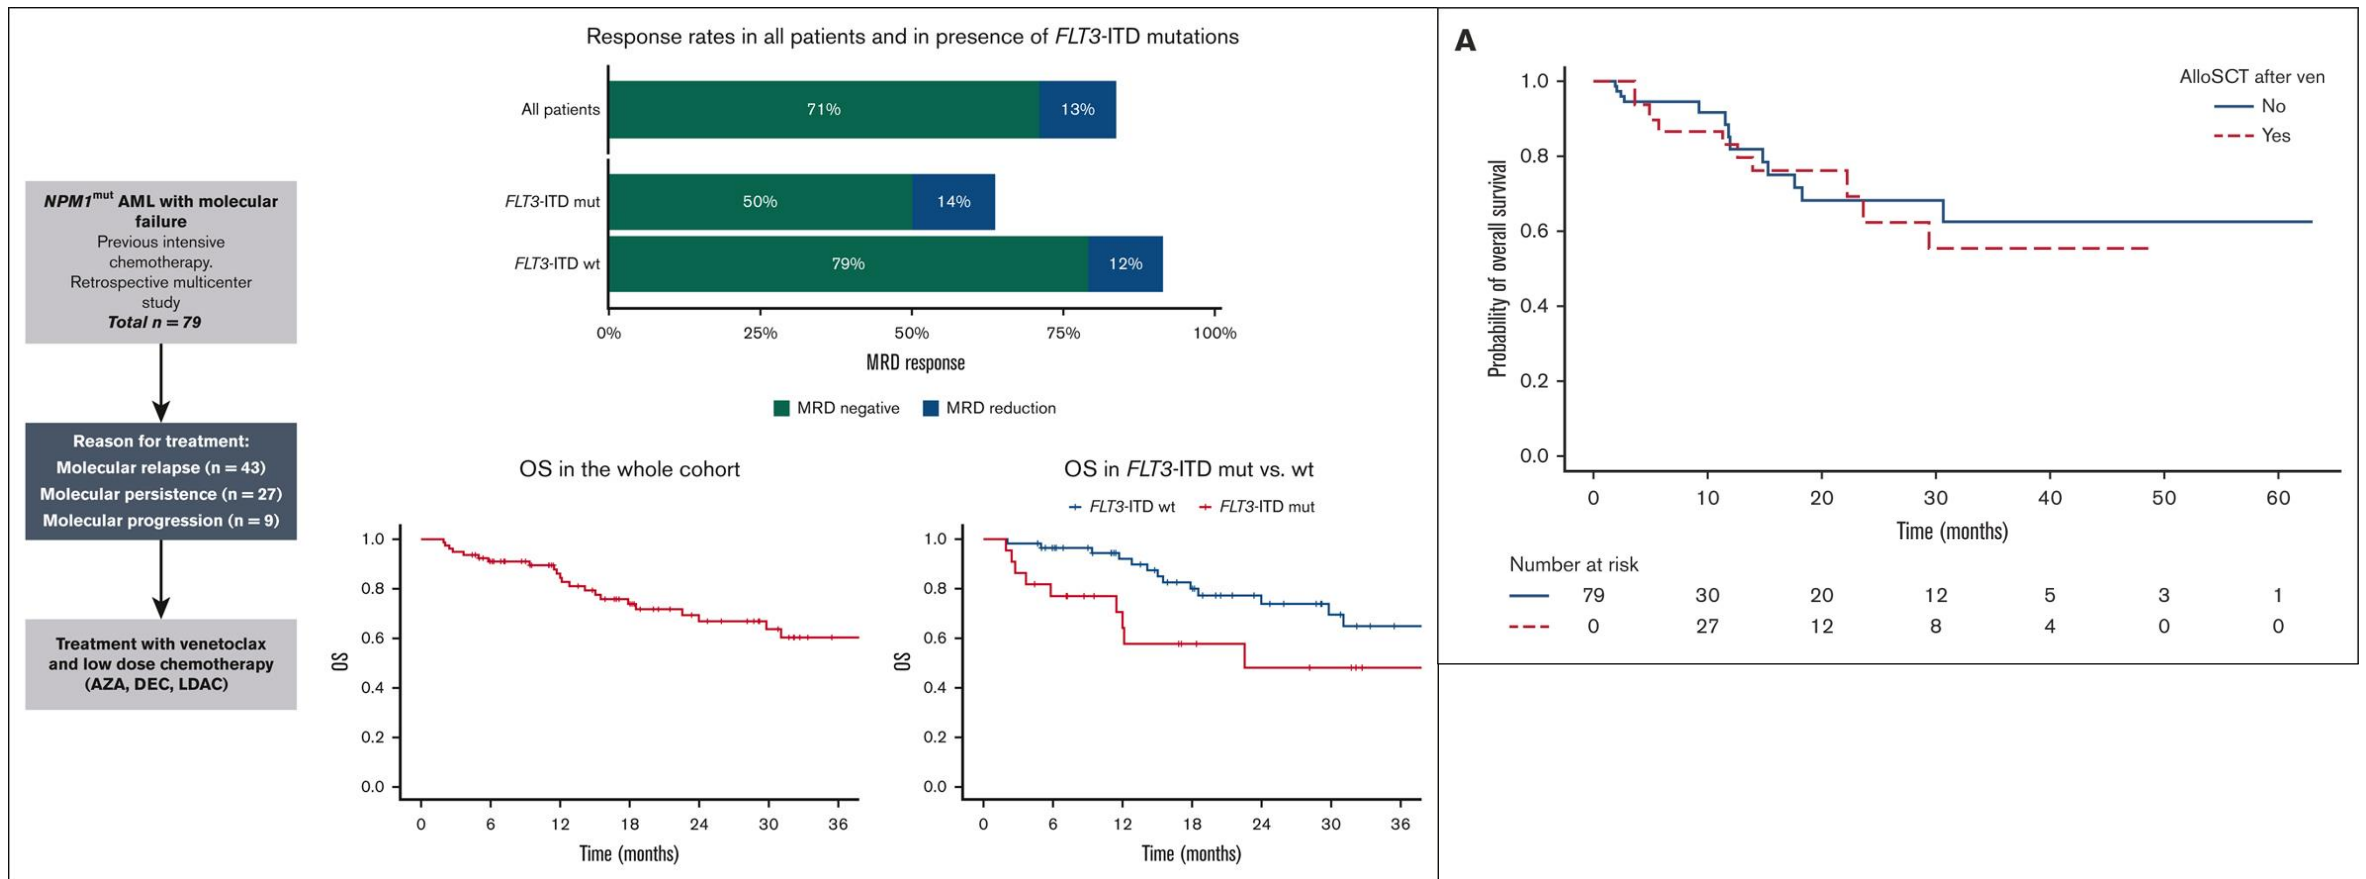 NPM1mut AML with molecular
failure
Previous intensive
chemotherapy.
Retrospective multicenter
study
Total n = 79
Reason for treatment:
Molecular relapse (n = 43)
Molecular persistence (n = 27)
Molecular progression (n = 9)
Treatment with venetoclax
and low dose chemotherapy
(AZA, DEC, LDAC)
Response rates in all patients and in presence of FLT3-ITD mutations
All patients 71% 13%
FLT3-ITD mut 50% 14%
FLT3-ITD wt 79% 12%
0% 25% 50% 75% 100%
MRD response
MRD negative MRD reduction
OS in the whole cohort
1.0
0.8
0.6
0.4
0.2
0.0
OS
0 6 12 18 24 30 36
Time (months)
OS in FLT3-ITD mut vs. wt
FLT3-ITD wt FLT3-ITD mut
1.0
0.8
0.6
0.4
0.2
0.0
OS
0 6 12 18 24 30 36
Time (months)
A
AlloSCT after ven
No
Yes
1.0
0.8
0.6
0.4
0.2
0.0
Probability of overall survival
0 10 20 30 40 50 60
Time (months)
Number at risk
79 30 20 12 5 3 1
0 27 12 8 4 0 0